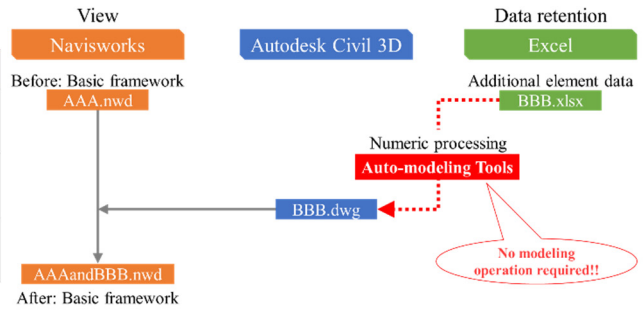 View
Data retention
Navisworks
Autodesk Civil 3D
Excel
Before: Basic framework
Additional element data
AAA.nwd
BBB.xlsx
Numeric processing
Auto-modeling Tools
BBB.dwg
No modeling
operation required!!
AAAandBBB.nwd
After: Basic framework